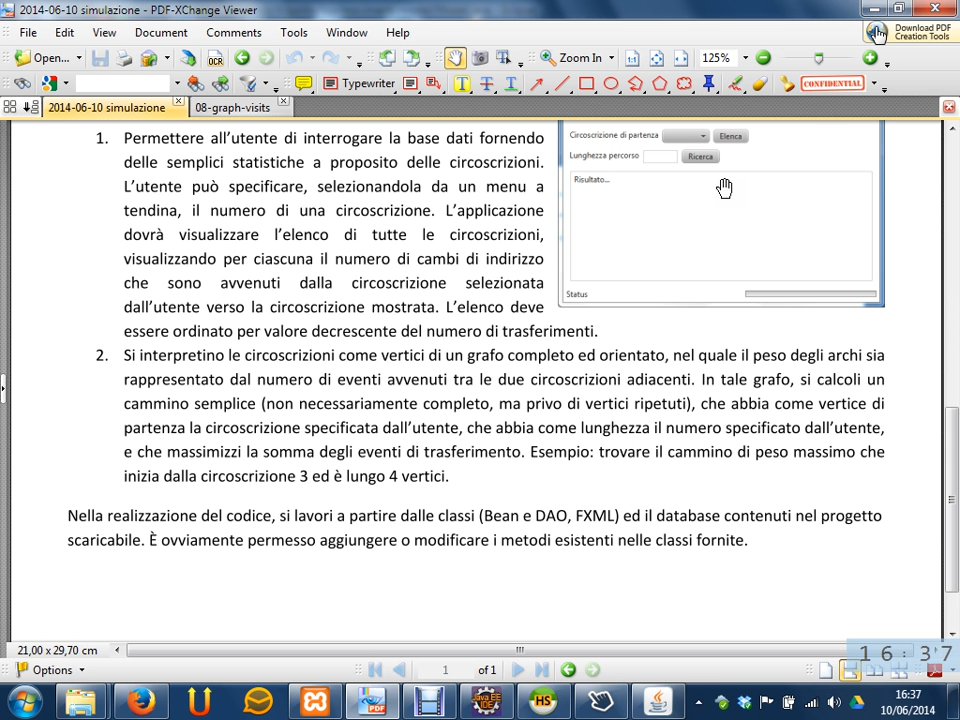 2014-06-10 simulazione - PDF-XChange Viewer
File Edit View Document Comments Tools Window Help
Download PDF
Creation Tools
Open... OCR Zoom In 125%
Typewriter CONFIDENTIAL
2014-06-10 simulazione 08-graph-visits
1. Permettere all'utente di interrogare la base dati fornendo
delle semplici statistiche a proposito delle circoscrizioni.
L'utente può specificare, selezionandola da un menu a
tendina, il numero di una circoscrizione. L'applicazione
dovrà visualizzare l'elenco di tutte le circoscrizioni,
visualizzando per ciascuna il numero di cambi di indirizzo
che sono avvenuti dalla circoscrizione selezionata
dall'utente verso la circoscrizione mostrata. L'elenco deve
essere ordinato per valore decrescente del numero di trasferimenti.
Circoscrizione di partenza Elenca
Lunghezza percorso Ricerca
Risultato...
Status
2. Si interpretino le circoscrizioni come vertici di un grafo completo ed orientato, nel quale il peso degli archi sia
rappresentato dal numero di eventi avvenuti tra le due circoscrizioni adiacenti. In tale grafo, si calcoli un
cammino semplice (non necessariamente completo, ma privo di vertici ripetuti), che abbia come vertice di
partenza la circoscrizione specificata dall'utente, che abbia come lunghezza il numero specificato dall'utente,
e che massimizzi la somma degli eventi di trasferimento. Esempio: trovare il cammino di peso massimo che
inizia dalla circoscrizione 3 ed è lungo 4 vertici.
Nella realizzazione del codice, si lavori a partire dalle classi (Bean e DAO, FXML) ed il database contenuti nel progetto
scaricabile. È ovviamente permesso aggiungere o modificare i metodi esistenti nelle classi fornite.
21,00 x 29,70 cm
16:37
Options 1 of 1
PDF Java EE IDE HS 16:37
10/06/2014